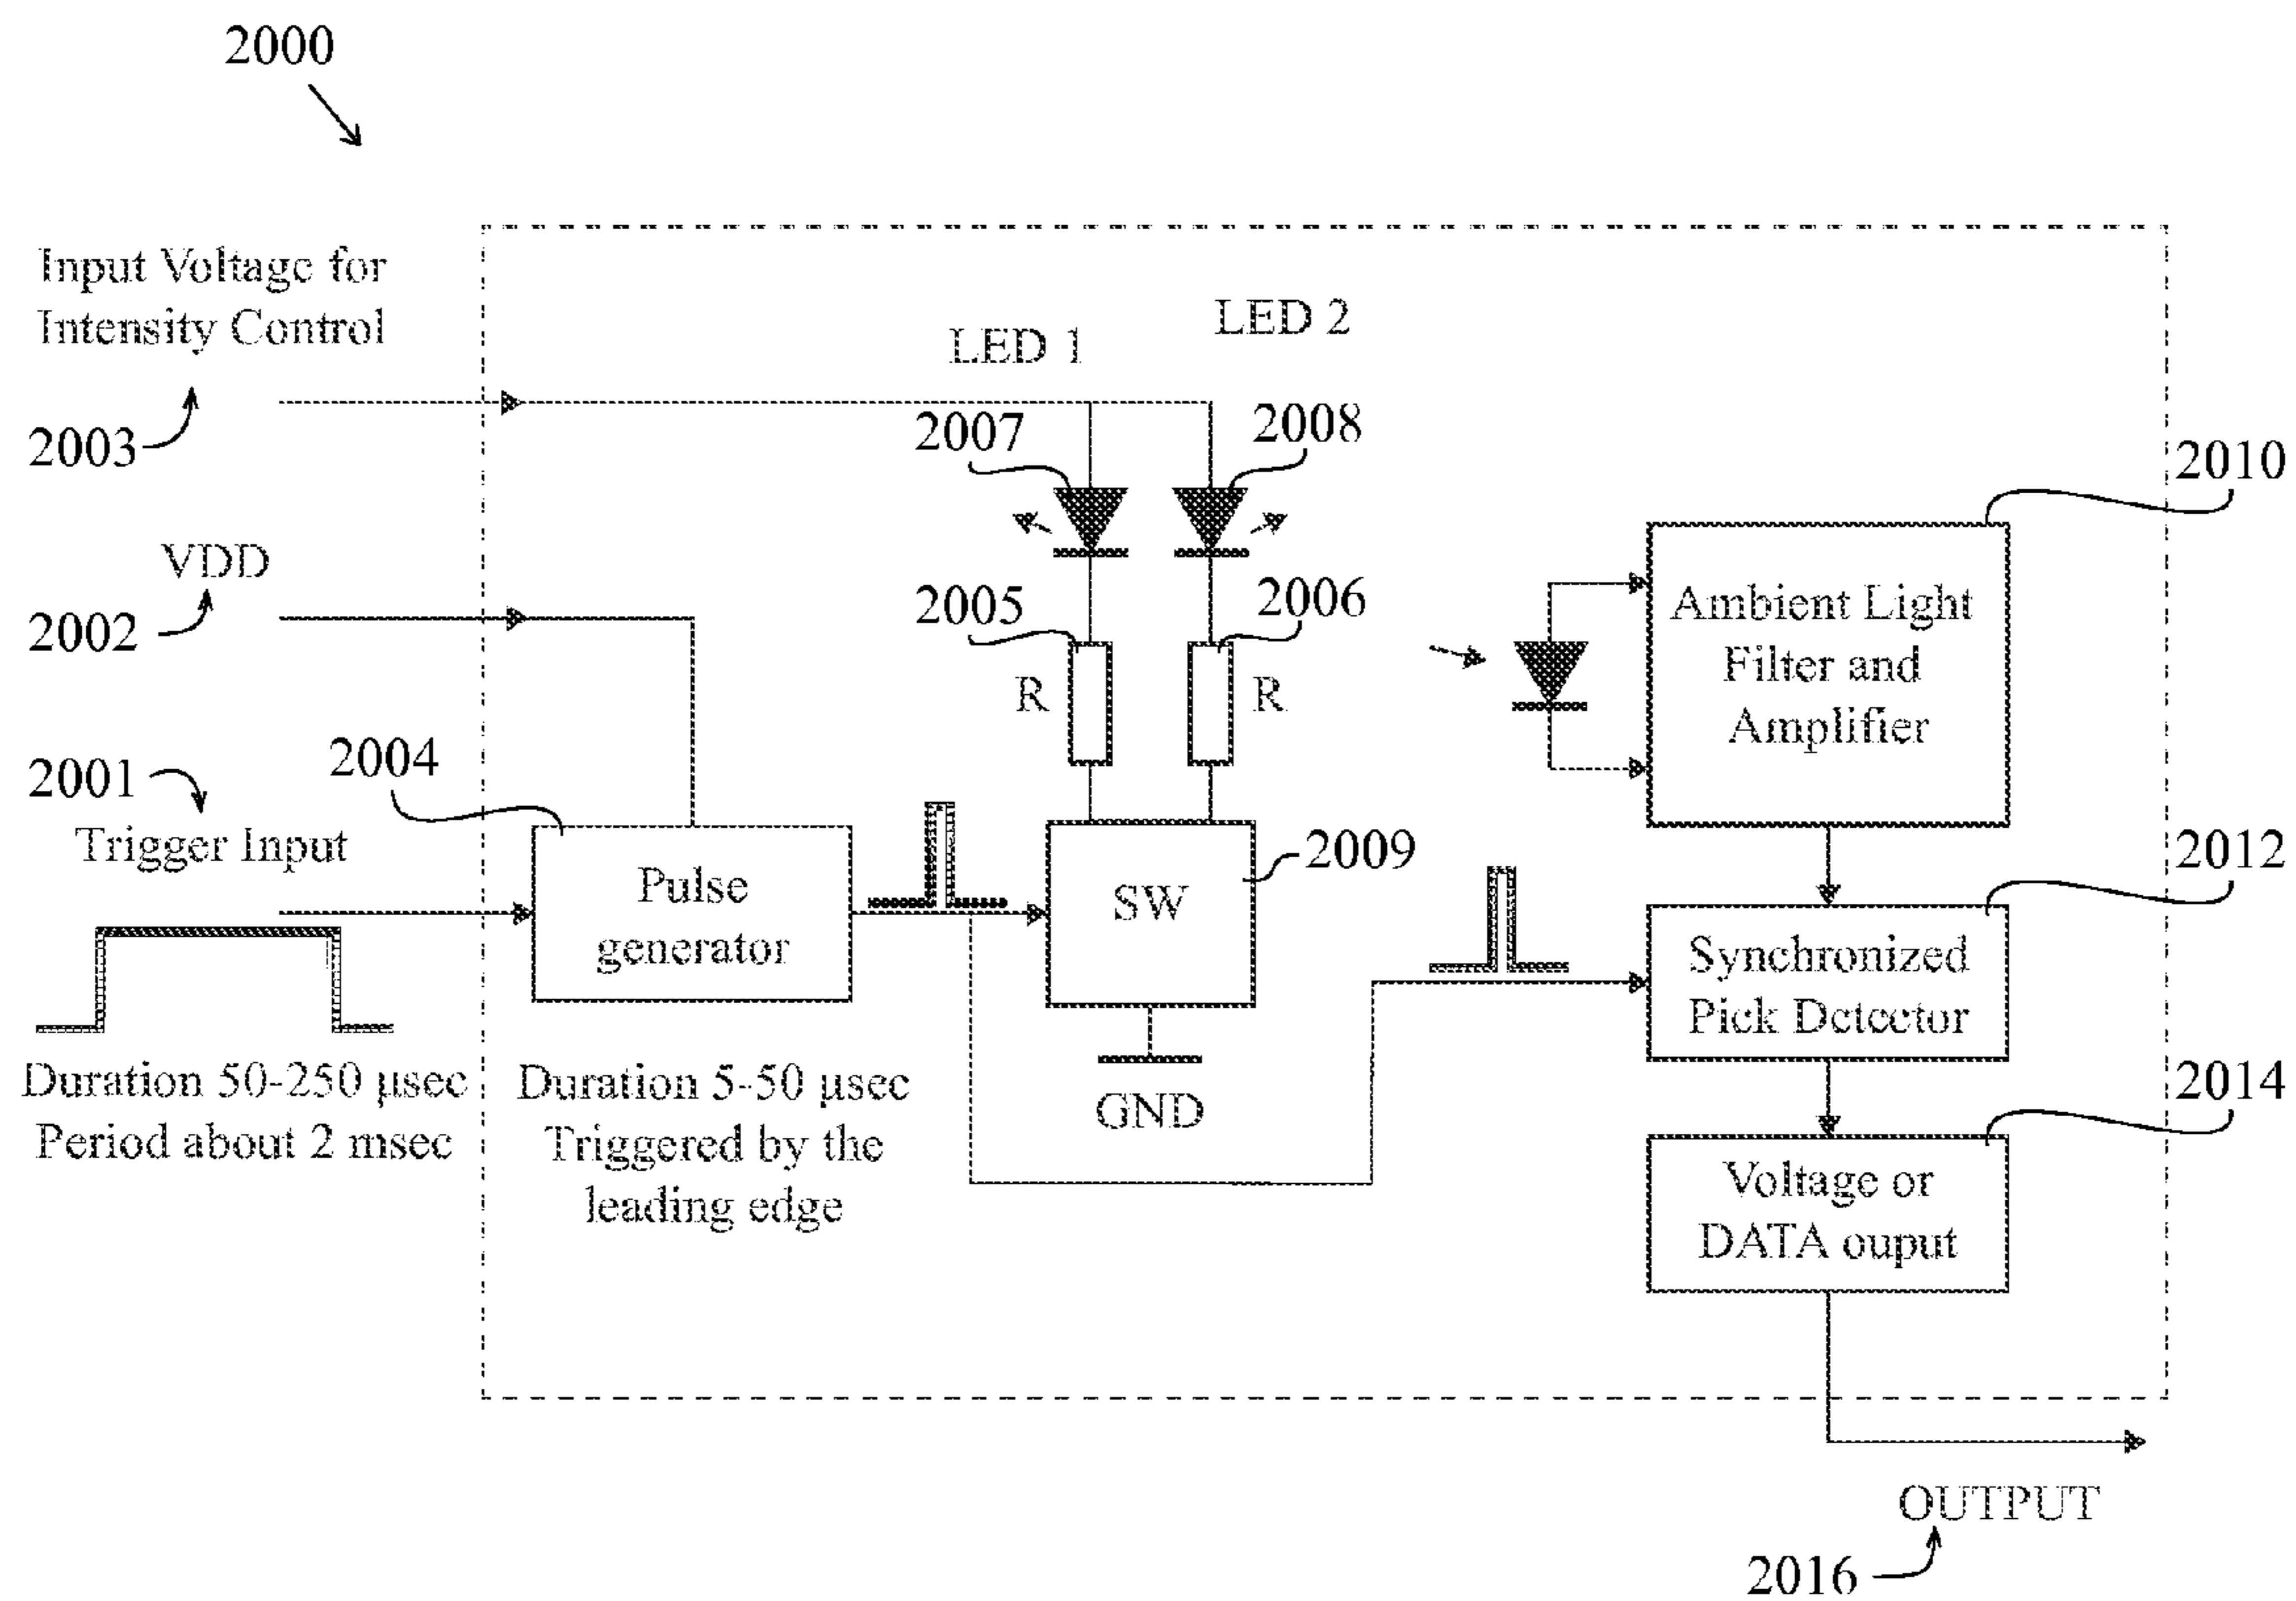 2000
Input Voltage for
Intensity Control
2003
VDD
2002
2001
Trigger Input
Duration 50-250 μsec
Period about 2 msec
2004
Pulse
generator
Duration 5-50 μsec
Triggered by the
leading edge
LED 1
LED 2
2007
2008
2005
2006
R
R
SW
2009
GND
2010
Ambient Light
Filter and
Amplifier
2012
Synchronized
Pick Detector
2014
Voltage or
DATA ouput
OUTPUT
2016